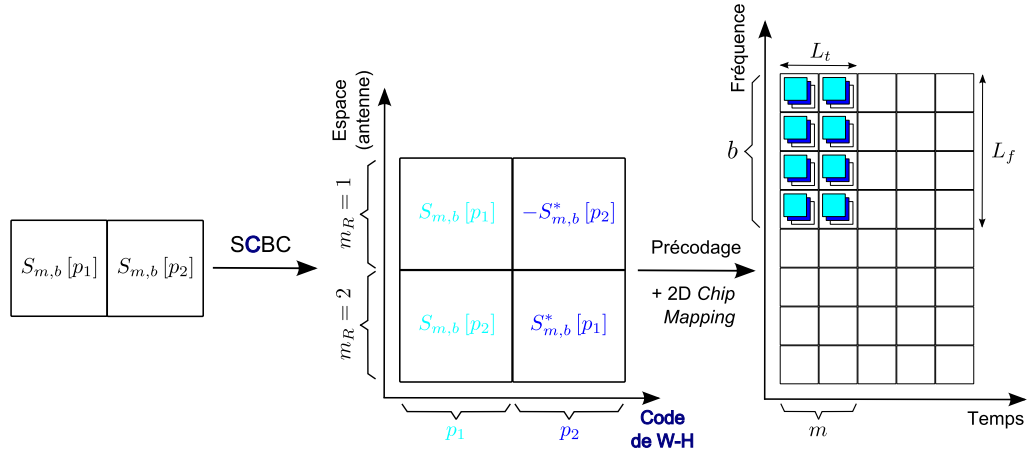 S_{m,b}[p_1]
S_{m,b}[p_2]
SCBC
Espace
(antenne)
m_R = 1
m_R = 2
S_{m,b}[p_1]
-S^*_{m,b}[p_2]
S_{m,b}[p_2]
S^*_{m,b}[p_1]
p_1
p_2
Code
de W-H
Précodage
+ 2D Chip
Mapping
Fréquence
L_t
b
L_f
m
Temps